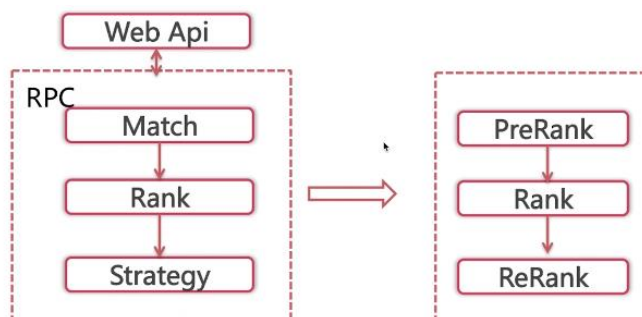 Web Api
RPC
Match
Rank
Strategy
PreRank
Rank
ReRank